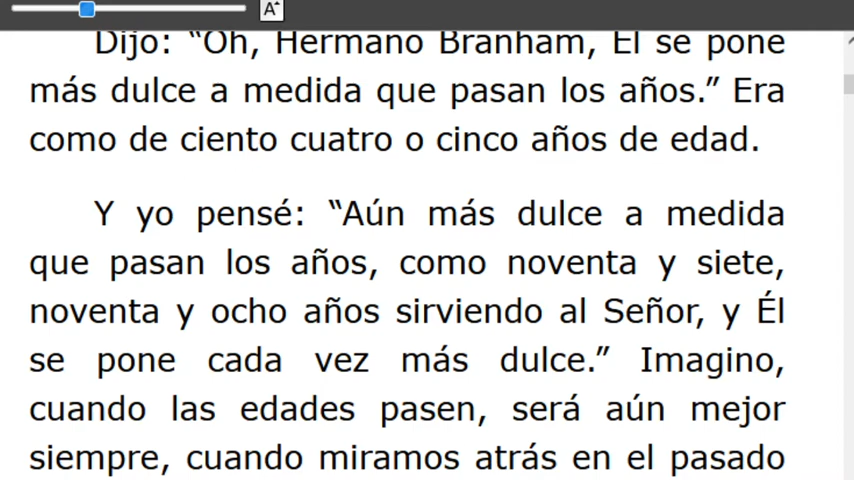 Dijo: “Oh, Hermano Branham, Él se pone
más dulce a medida que pasan los años.” Era
como de ciento cuatro o cinco años de edad.
Y yo pensé: “Aún más dulce a medida
que pasan los años, como noventa y siete,
noventa y ocho años sirviendo al Señor, y Él
se pone cada vez más dulce.” Imagino,
cuando las edades pasen, será aún mejor
siempre, cuando miramos atrás en el pasado